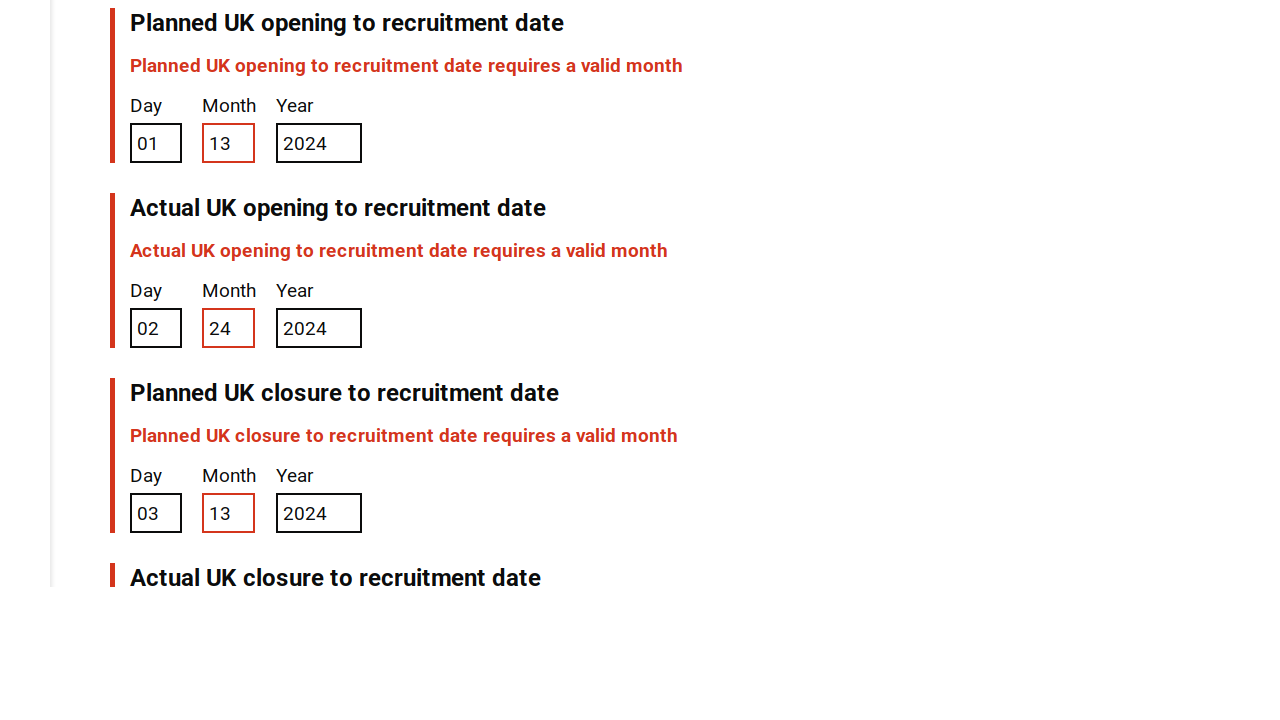 Planned UK opening to recruitment date
Planned UK opening to recruitment date requires a valid month
Day Month Year
01 13 2024
Actual UK opening to recruitment date
Actual UK opening to recruitment date requires a valid month
Day Month Year
02 24 2024
Planned UK closure to recruitment date
Planned UK closure to recruitment date requires a valid month
Day Month Year
03 13 2024
Actual UK closure to recruitment date